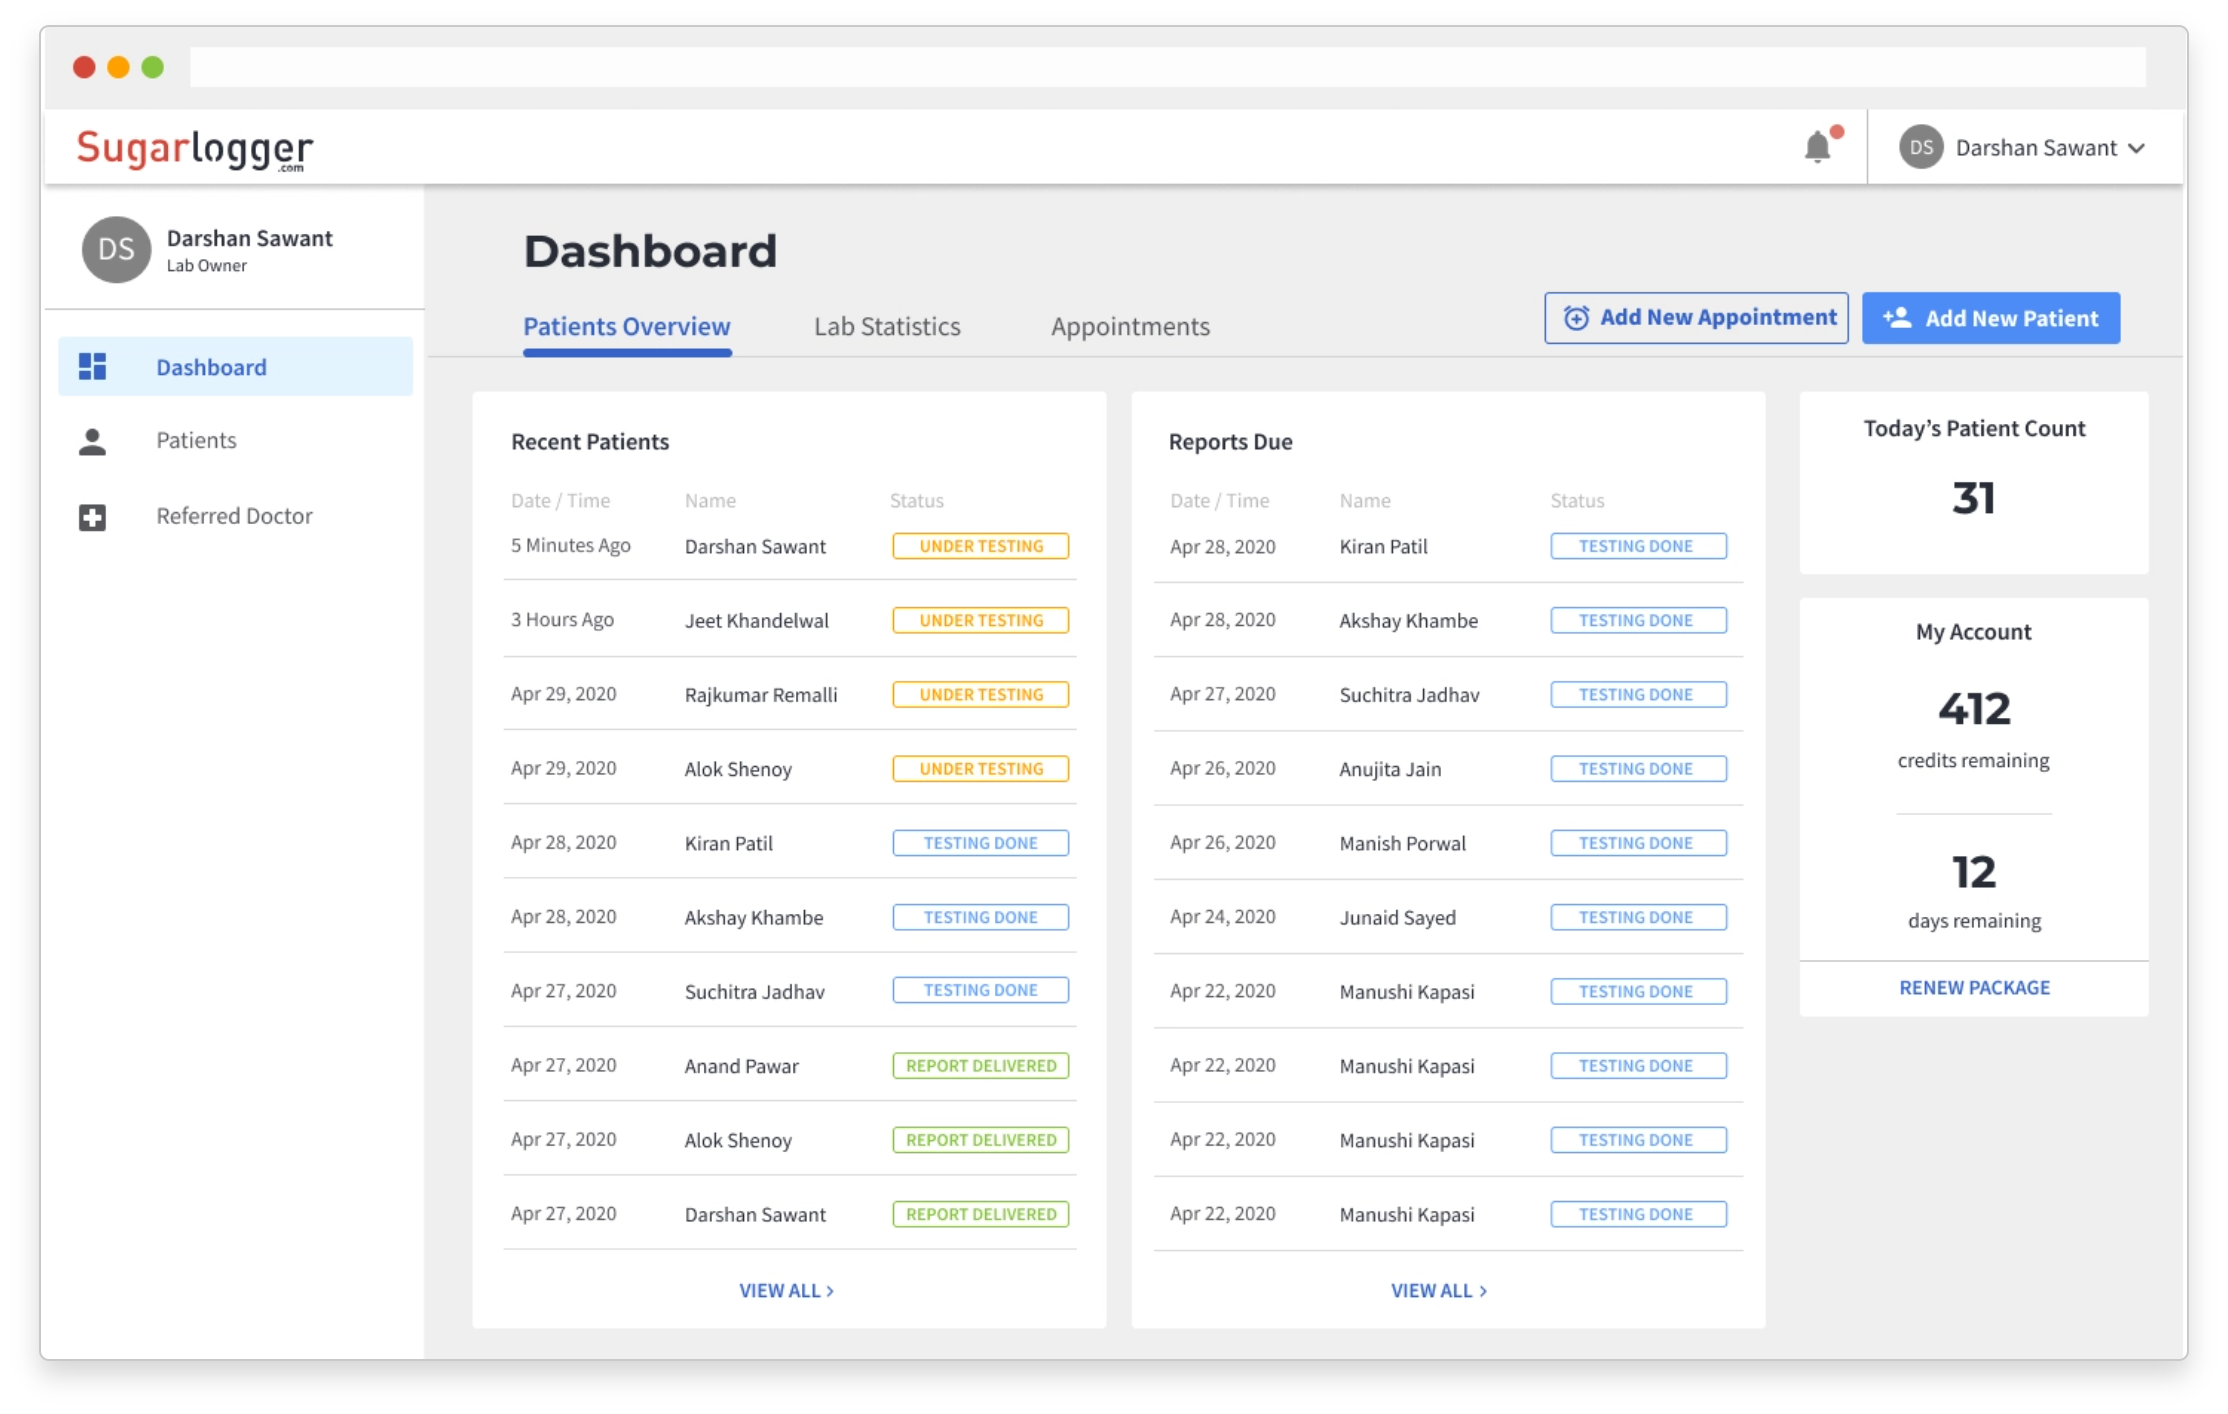 Sugarlogger
.com
DS Darshan Sawant
DS
Darshan Sawant
Lab Owner
Dashboard
Patients
Referred Doctor
Dashboard
Patients Overview Lab Statistics Appointments
Add New Appointment Add New Patient
Recent Patients
Date / Time Name Status
5 Minutes Ago Darshan Sawant UNDER TESTING
3 Hours Ago Jeet Khandelwal UNDER TESTING
Apr 29, 2020 Rajkumar Remalli UNDER TESTING
Apr 29, 2020 Alok Shenoy UNDER TESTING
Apr 28, 2020 Kiran Patil TESTING DONE
Apr 28, 2020 Akshay Khambe TESTING DONE
Apr 27, 2020 Suchitra Jadhav TESTING DONE
Apr 27, 2020 Anand Pawar REPORT DELIVERED
Apr 27, 2020 Alok Shenoy REPORT DELIVERED
Apr 27, 2020 Darshan Sawant REPORT DELIVERED
VIEW ALL >
Reports Due
Date / Time Name Status
Apr 28, 2020 Kiran Patil TESTING DONE
Apr 28, 2020 Akshay Khambe TESTING DONE
Apr 27, 2020 Suchitra Jadhav TESTING DONE
Apr 26, 2020 Anujita Jain TESTING DONE
Apr 26, 2020 Manish Porwal TESTING DONE
Apr 24, 2020 Junaid Sayed TESTING DONE
Apr 22, 2020 Manushi Kapasi TESTING DONE
Apr 22, 2020 Manushi Kapasi TESTING DONE
Apr 22, 2020 Manushi Kapasi TESTING DONE
Apr 22, 2020 Manushi Kapasi TESTING DONE
VIEW ALL >
Today's Patient Count
31
My Account
412
credits remaining
12
days remaining
RENEW PACKAGE